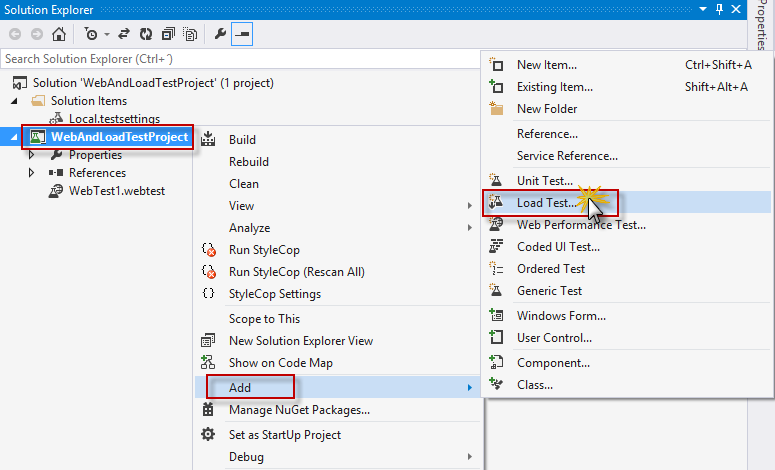 Solution Explorer
Search Solution Explorer (Ctrl+´)
Solution 'WebAndLoadTestProject' (1 project)
Solution Items
Local.testsettings
WebAndLoadTestProject
Properties
References
WebTest1.webtest
Build
Rebuild
Clean
View
Analyze
Run StyleCop
Run StyleCop (Rescan All)
StyleCop Settings
Scope to This
New Solution Explorer View
Show on Code Map
Add
Manage NuGet Packages...
Set as StartUp Project
Debug
New Item... Ctrl+Shift+A
Existing Item... Shift+Alt+A
New Folder
Reference...
Service Reference...
Unit Test...
Load Test...
Web Performance Test...
Coded UI Test...
Ordered Test
Generic Test
Windows Form...
User Control...
Component...
Class...
Properties